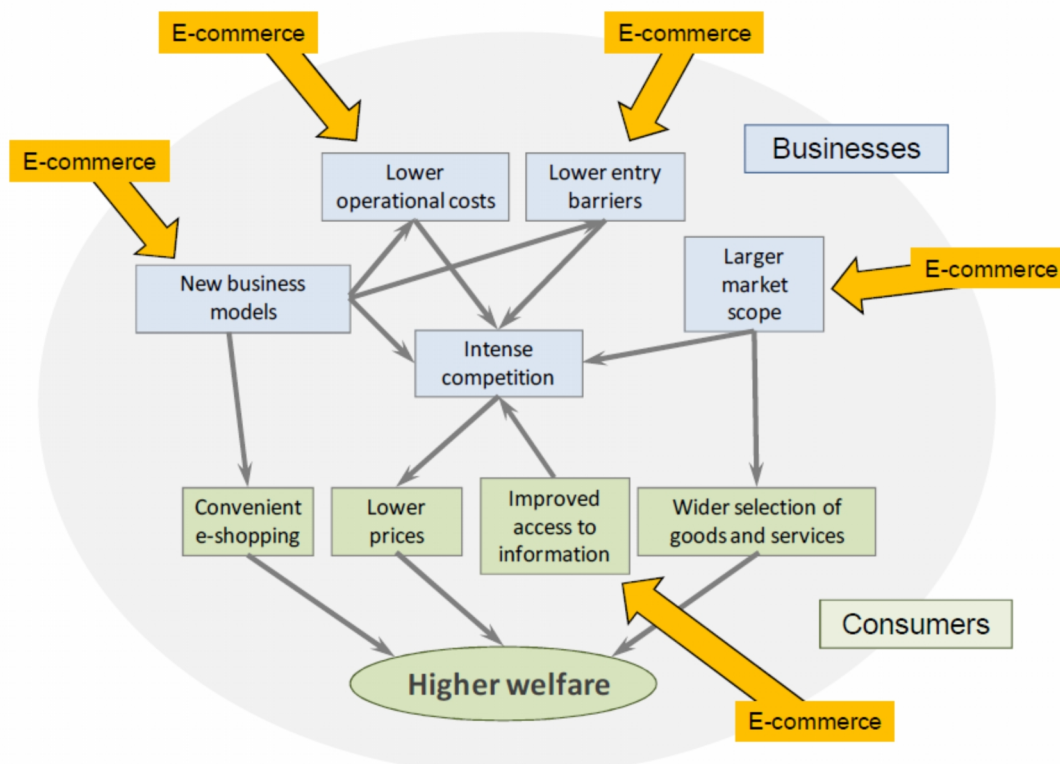 E-commerce
E-commerce
E-commerce
Businesses
Lower
operational costs
Lower entry
barriers
New business
models
Larger
market
scope
E-commerce
Intense
competition
Convenient
e-shopping
Lower
prices
Improved
access to
information
Wider selection of
goods and services
Consumers
Higher welfare
E-commerce